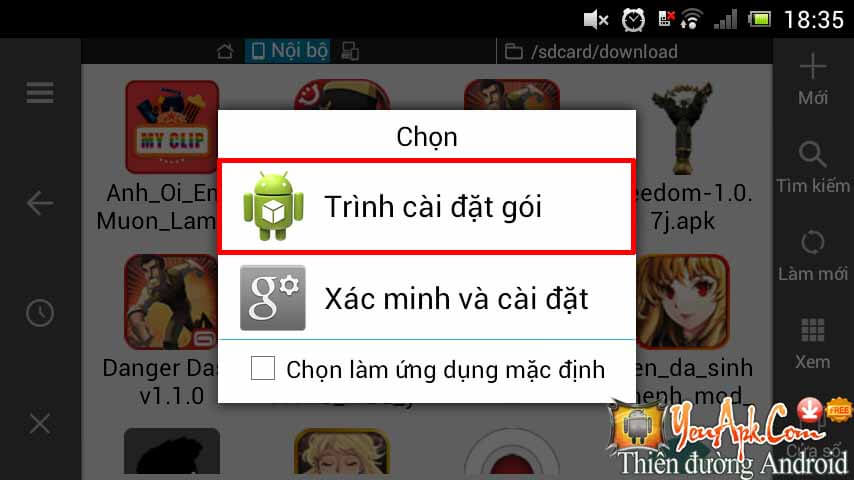 18:35
Nội bộ
/sdcard/download
Mới
Tìm kiếm
Làm mới
Xem
Cửa sổ
MY CLIP
Anh_Oi_Em
Muon_Lam
eedom-1.0.
7j.apk
Danger Das
v1.1.0
en_da_sinh
menh_mod_
Chọn
Trình cài đặt gói
Xác minh và cài đặt
Chọn làm ứng dụng mặc định
YeuApk.Com
FREE
Thiên đường Android